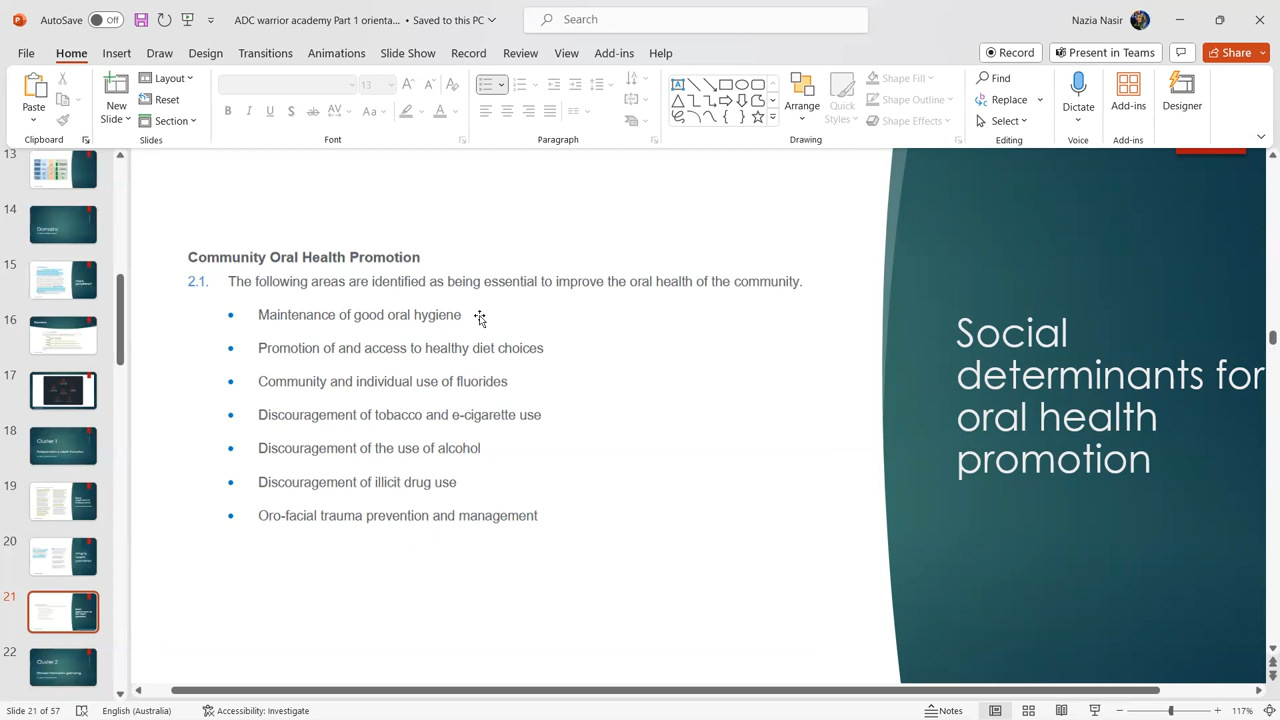 AutoSave Off ADC warrior academy Part 1 orienta... • Saved to this PC Search Nazia Nasir
File Home Insert Draw Design Transitions Animations Slide Show Record Review View Add-ins Help Record Present in Teams Share
Paste New Slide Layout Reset Section 13 Shape Fill Shape Outline Shape Effects Arrange Quick Styles Find Replace Select Dictate Add-ins Designer
Clipboard Slides Font Paragraph Drawing Editing Voice Add-ins
13
14
Domains
15
16
17
18
Cluster 1
19
20
21
22
Cluster 2
Community Oral Health Promotion
2.1. The following areas are identified as being essential to improve the oral health of the community.
• Maintenance of good oral hygiene
• Promotion of and access to healthy diet choices
• Community and individual use of fluorides
• Discouragement of tobacco and e-cigarette use
• Discouragement of the use of alcohol
• Discouragement of illicit drug use
• Oro-facial trauma prevention and management
Social
determinants for
oral health
promotion
Slide 21 of 57 English (Australia) Accessibility: Investigate Notes 117%